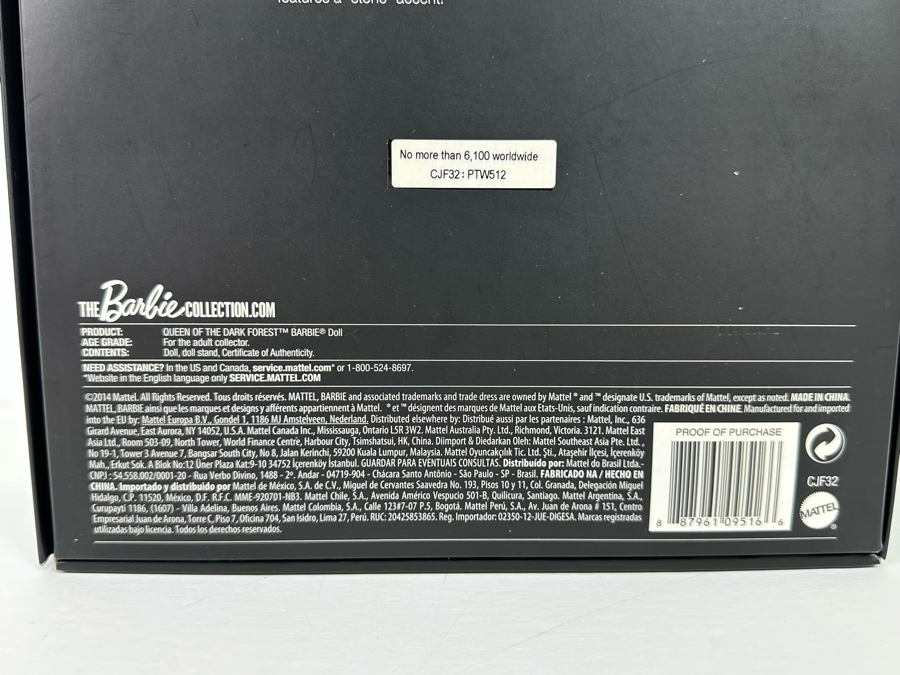 features a "stone" accent.
No more than 6,100 worldwide
CJF32: PTW512
THE Barbie COLLECTION.COM
PRODUCT: QUEEN OF THE DARK FOREST™ BARBIE® Doll
AGE GRADE: For the adult collector.
CONTENTS: Doll, doll stand, Certificate of Authenticity.
NEED ASSISTANCE? In the US and Canada, service.mattel.com* or 1-800-524-8697.
*Website in the English language only SERVICE.MATTEL.COM
©2014 Mattel. All Rights Reserved. Tous droits réservés. MATTEL, BARBIE and associated trademarks and trade dress are owned by Mattel ® and ™ designate U.S. trademarks of Mattel, except as noted. MADE IN CHINA.
MATTEL, BARBIE ainsi que les marques et designs y afférents appartiennent à Mattel. ® et ™ désignent des marques de Mattel aux États-Unis, sauf indication contraire. FABRIQUÉ EN CHINE. Manufactured for and imported
into the EU by: Mattel Europa B.V., Gondel 1, 1186 MJ Amstelveen, Nederland. Distributed elsewhere by: Distribué aussi par les partenaires : Mattel, Inc., 636
Girard Avenue, East Aurora, NY 14052, U.S.A. Mattel Canada Inc., Mississauga, Ontario L5R 3W2. Mattel Australia Pty. Ltd., Richmond, Victoria. 3121. Mattel East
Asia Ltd., Room 503-09, North Tower, World Finance Centre, Harbour City, Tsimshatsui, HK, China. Diimport & Diedarkan Oleh: Mattel Southeast Asia Pte. Ltd.,
No 19-1, Tower 3 Avenue 7, Bangsar South City, No 8, Jalan Kerinchi, 59200 Kuala Lumpur, Malaysia. Mattel Oyuncakçılık Tic. Ltd. Şti., Ataşehir İlçesi, İçerenköy
Mah., Erkut Sok. A Blok No:12 Üner Plaza Kat:9-10 34752 İçerenköy İstanbul. GUARDAR PARA EVENTUAIS CONSULTAS. Distribuído por: Mattel do Brasil Ltda.-
CNPJ : 54.558.002/0001-20 - Rua Verbo Divino, 1488 - 2º. Andar - 04719-904 - Chácara Santo Antônio - São Paulo - SP - Brasil. FABRICADO NA / HECHO EN
CHINA. Importado y distribuido por Mattel de México, S.A. de C.V., Miguel de Cervantes Saavedra No. 193, Pisos 10 y 11, Col. Granada, Delegación Miguel
Hidalgo, C.P. 11520, México, D.F. R.F.C. MME-920701-NB3. Mattel Chile, S.A., Avenida Américo Vespucio 501-B, Quilicura, Santiago. Mattel Argentina, S.A.,
Curupaytí 1186, (1607) - Villa Adelina, Buenos Aires. Mattel Colombia, S.A., Calle 123#7-07 P.5, Bogotá. Mattel Perú, S.A., Av. Juan de Arona # 151, Centro
Empresarial Juan de Arona, Torre C, Piso 7, Oficina 704, San Isidro, Lima 27, Perú. RUC: 20425853865. Reg. Importador: 02350-12-JUE-DIGESA. Marcas registradas
utilizadas bajo licencia. Todos los derechos reservados.
PROOF OF PURCHASE
8 87961 09516 6
CJF32
MATTEL